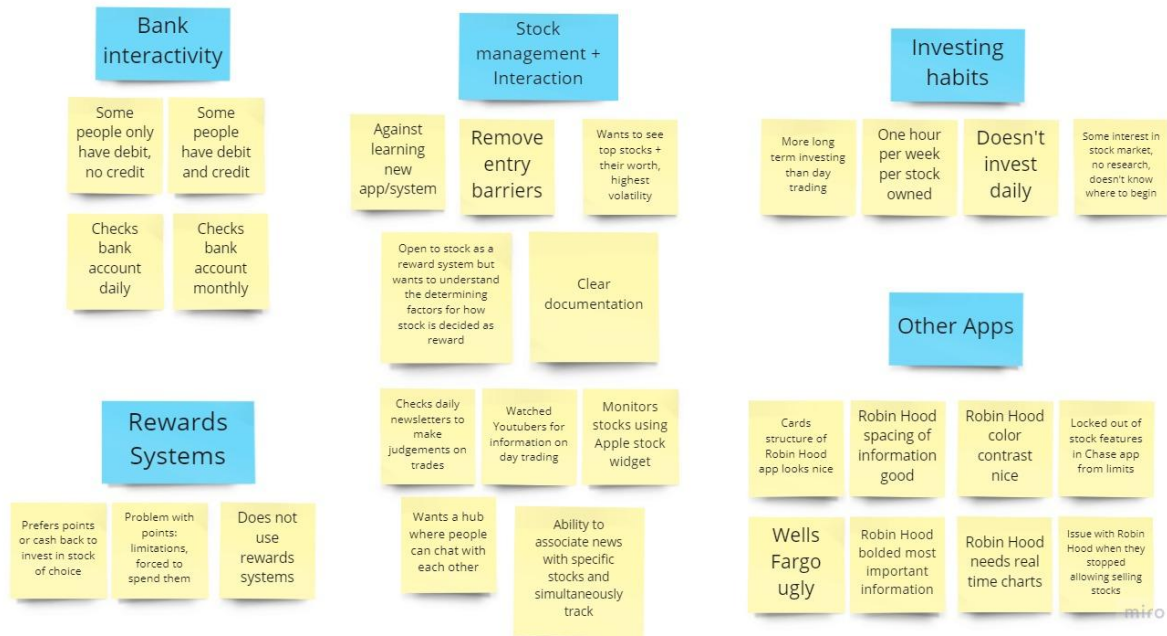 Bank
interactivity
Some
people only
have debit,
no credit
Some
people
have debit
and credit
Checks
bank
account
daily
Checks
bank
account
monthly
Rewards
Systems
Prefers points
or cash back to
invest in stock
of choice
Problem with
points:
limitations,
forced to
spend them
Does not
use
rewards
systems
Stock
management +
Interaction
Against
learning
new
app/system
Remove
entry
barriers
Wants to see
top stocks +
their worth,
highest
volatility
Open to stock as a
reward system but
wants to understand
the determining
factors for how
stock is decided as
reward
Clear
documentation
Checks daily
newsletters to
make
judgements on
trades
Watched
Youtubers for
information on
day trading
Monitors
stocks using
Apple stock
widget
Wants a hub
where people
can chat with
each other
Ability to
associate news
with specific
stocks and
simultaneously
track
Investing
habits
More long
term investing
than day
trading
One hour
per week
per stock
owned
Doesn't
invest
daily
Some interest in
stock market,
no research,
doesn't know
where to begin
Other Apps
Cards
structure of
Robin Hood
app looks nice
Robin Hood
spacing of
information
good
Robin Hood
color
contrast
nice
Locked out of
stock features
in Chase app
from limits
Wells
Fargo
ugly
Robin Hood
bolded most
important
information
Robin Hood
needs real
time charts
Issue with Robin
Hood when they
stopped
allowing selling
stocks
miro